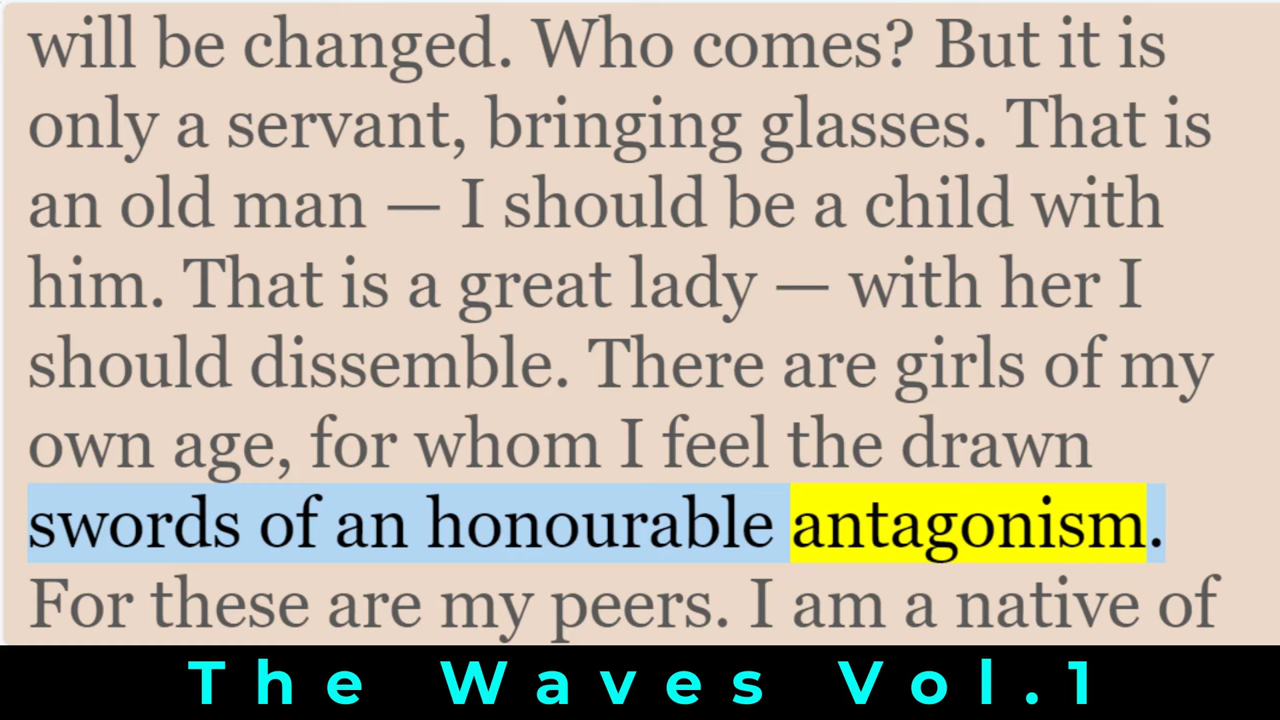 will be changed. Who comes? But it is
only a servant, bringing glasses. That is
an old man — I should be a child with
him. That is a great lady — with her I
should dissemble. There are girls of my
own age, for whom I feel the drawn
swords of an honourable antagonism.
For these are my peers. I am a native of
The Waves Vol.1